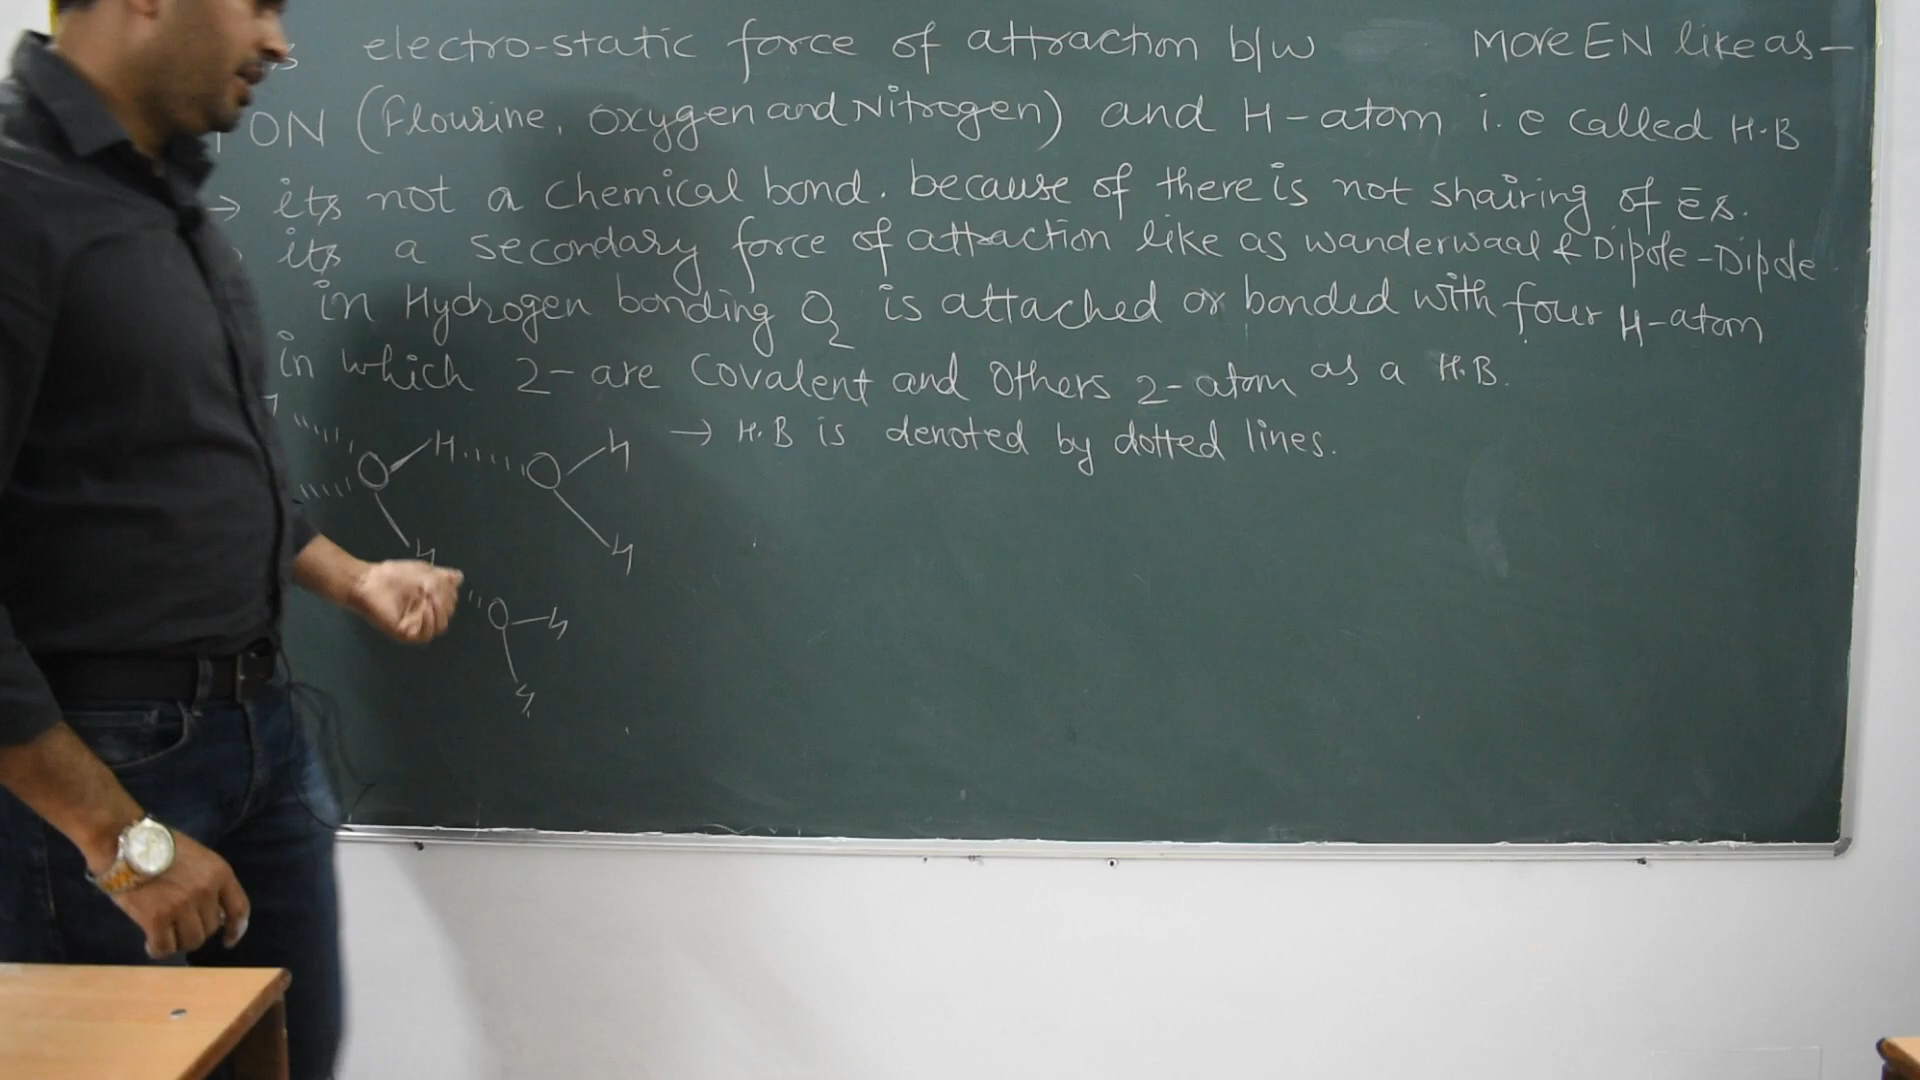 electro-static force of attraction b/w More EN like as -
ON (Flourine, Oxygen and Nitrogen) and H-atom i.e called H.B
→ its not a chemical bond. because of there is not shairing of ēs.
its a secondary force of attraction like as wanderwaal & Dipole-Dipole
in Hydrogen bonding O2 is attached or bonded with four H-atom
in which 2- are Covalent and Others 2- atom as a H.B.
→ H.B is denoted by dotted lines.
O H O H
H H
O H
H